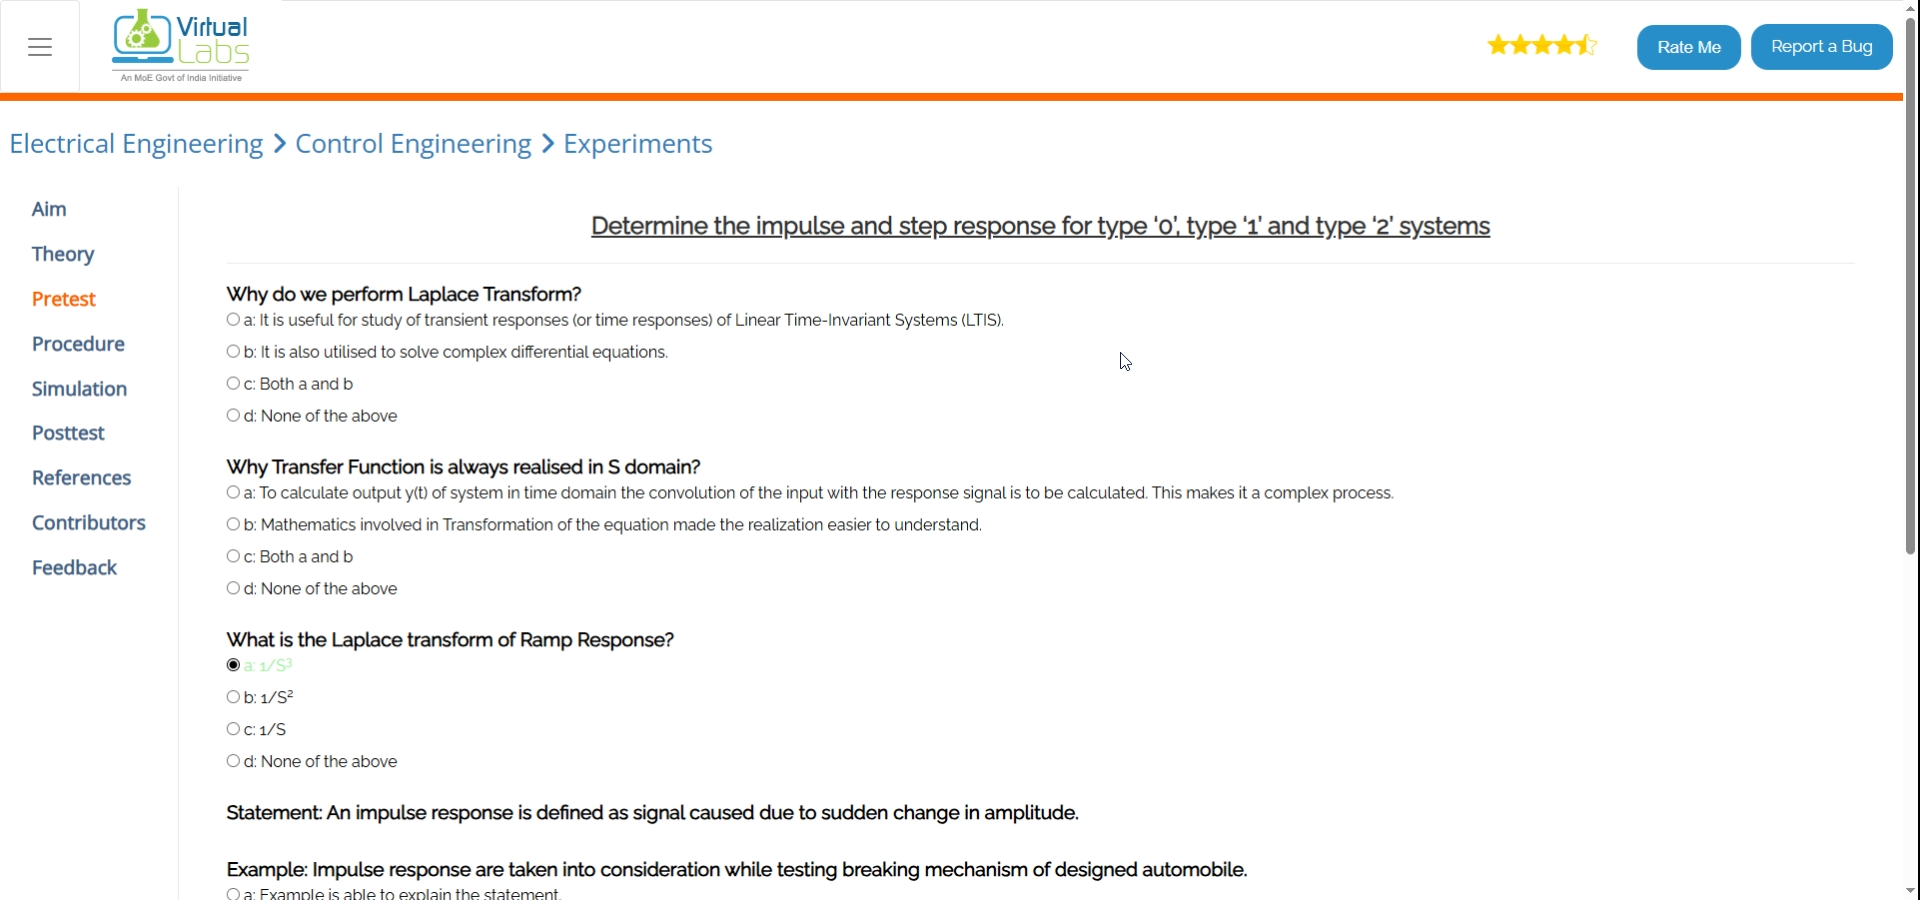 Virtual
Labs
An MoE Govt of India Initiative
Rate Me
Report a Bug
Electrical Engineering > Control Engineering > Experiments
Aim
Theory
Pretest
Procedure
Simulation
Posttest
References
Contributors
Feedback
Determine the impulse and step response for type '0', type '1' and type '2' systems
Why do we perform Laplace Transform?
a: It is useful for study of transient responses (or time responses) of Linear Time-Invariant Systems (LTIS).
b: It is also utilised to solve complex differential equations.
c: Both a and b
d: None of the above
Why Transfer Function is always realised in S domain?
a: To calculate output y(t) of system in time domain the convolution of the input with the response signal is to be calculated. This makes it a complex process.
b: Mathematics involved in Transformation of the equation made the realization easier to understand.
c: Both a and b
d: None of the above
What is the Laplace transform of Ramp Response?
a: 1/S³
b: 1/S²
c: 1/S
d: None of the above
Statement: An impulse response is defined as signal caused due to sudden change in amplitude.
Example: Impulse response are taken into consideration while testing breaking mechanism of designed automobile.
a: Example is able to explain the statement.